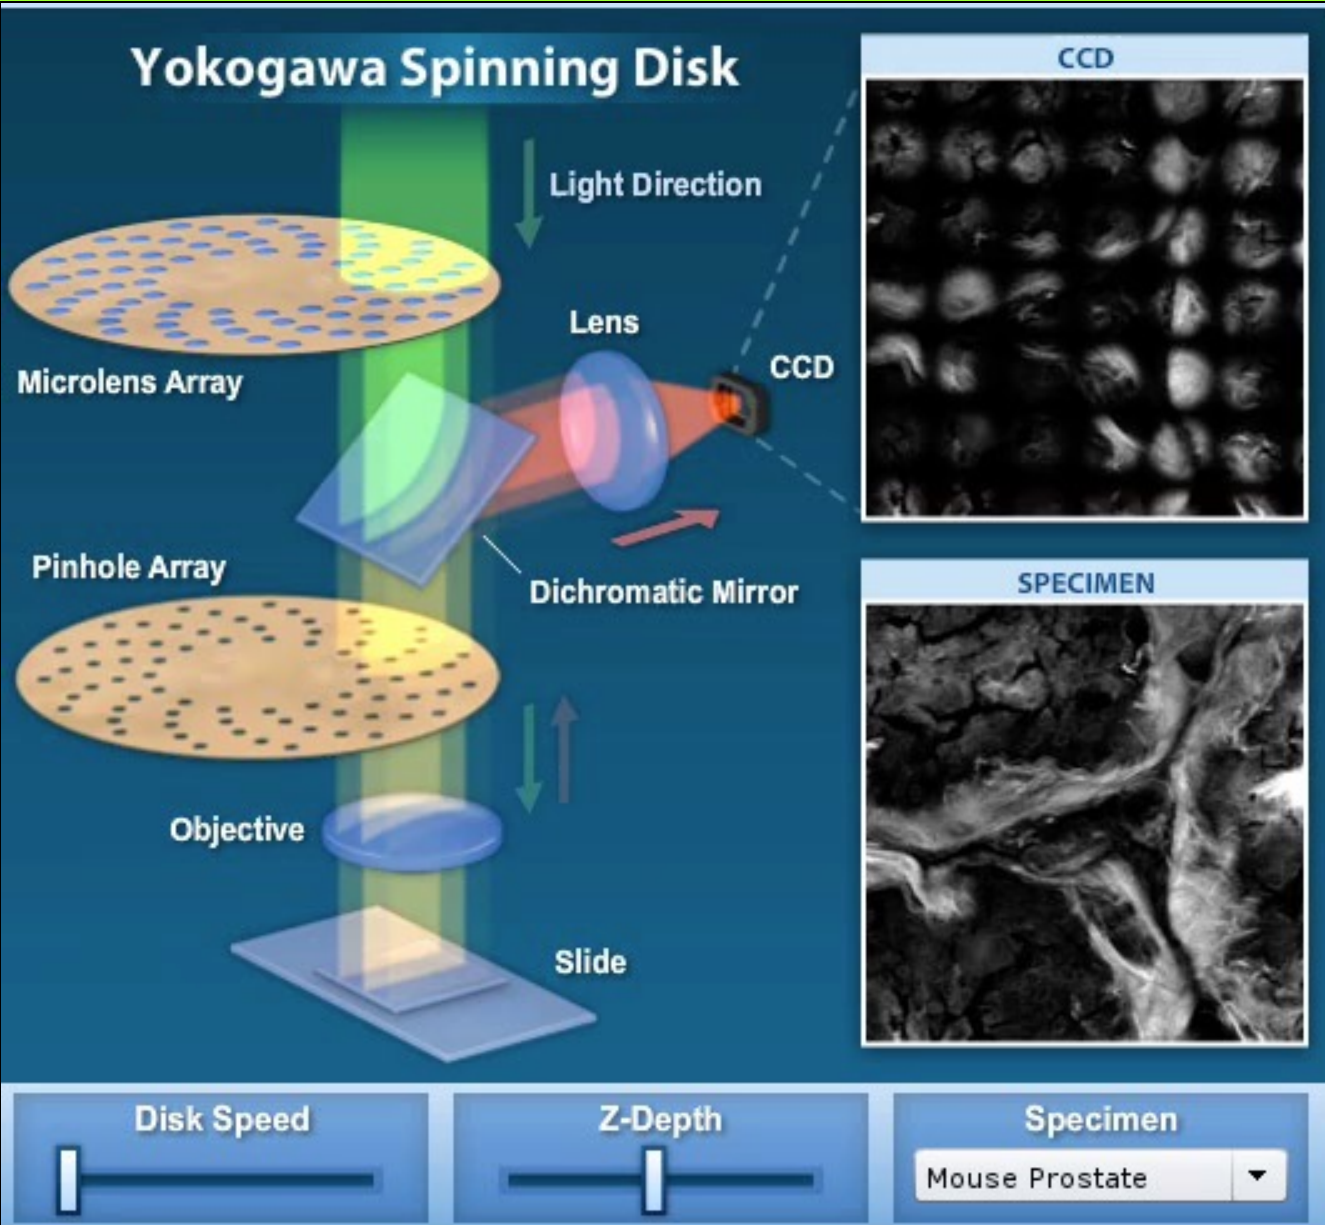 Yokogawa Spinning Disk
Light Direction
Microlens Array
Lens
CCD
Pinhole Array
Dichromatic Mirror
Objective
Slide
CCD
SPECIMEN
Disk Speed
Z-Depth
Specimen
Mouse Prostate